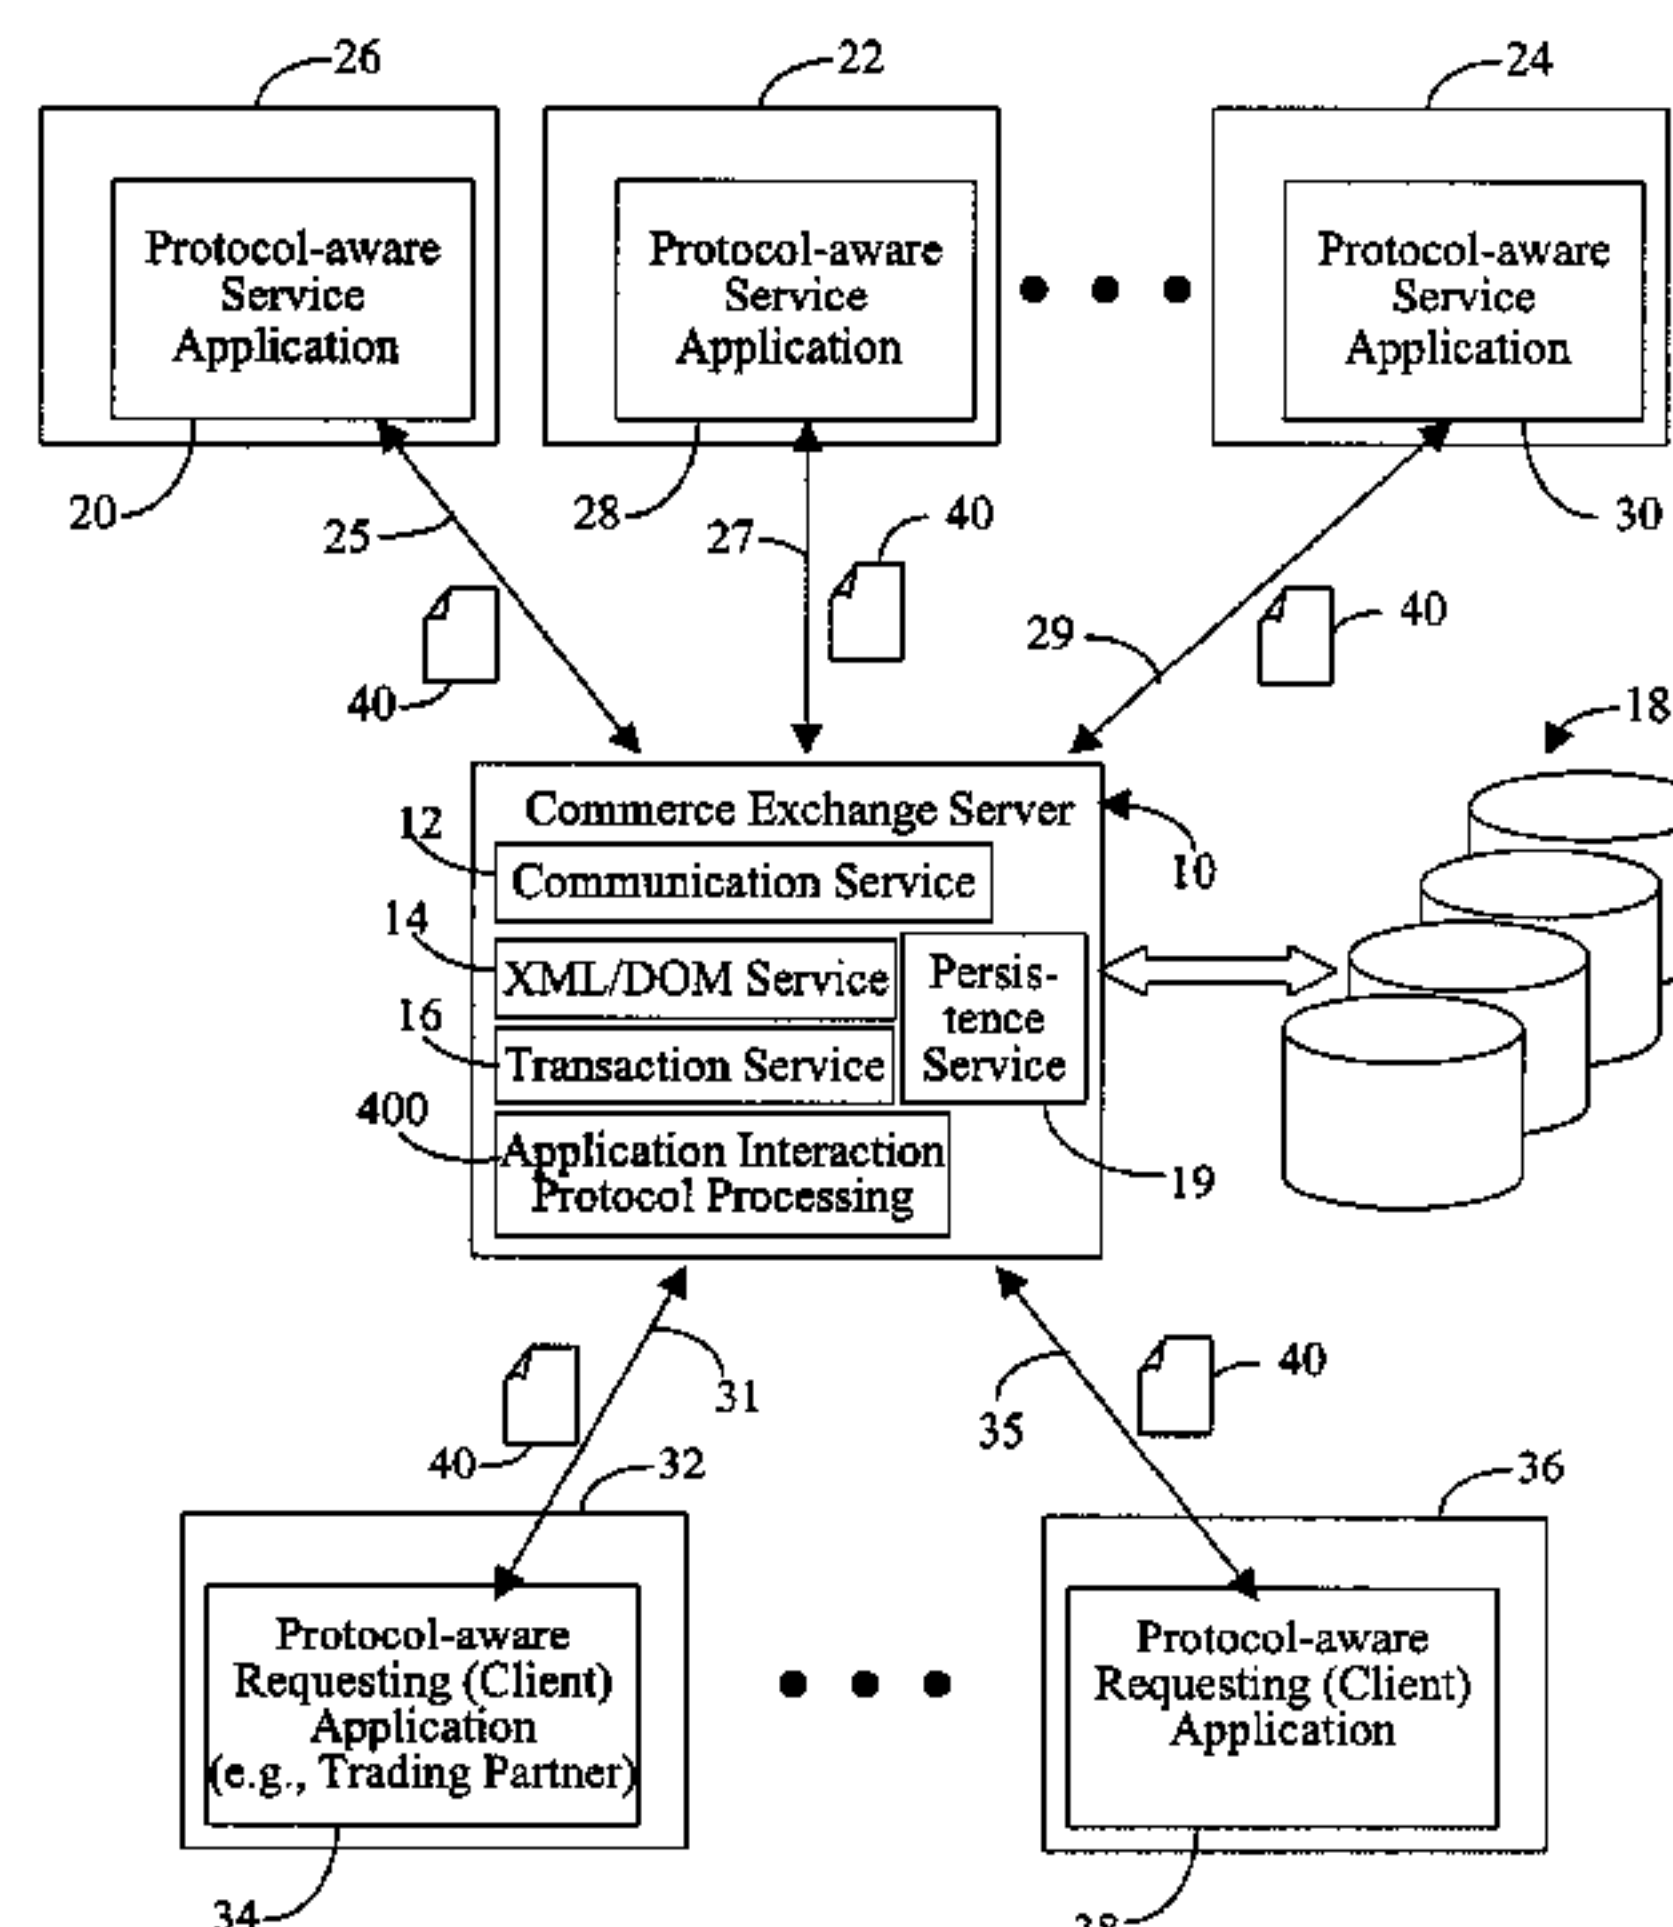 26
22
24
Protocol-aware
Service
Application
Protocol-aware
Service
Application
Protocol-aware
Service
Application
20
25
28
27
40
30
40
29
40
18
Commerce Exchange Server
12
10
Communication Service
14
XML/DOM Service
Persis-
tence
Service
16
Transaction Service
400
Application Interaction
Protocol Processing
19
40
31
35
40
32
36
Protocol-aware
Requesting (Client)
Application
(e.g., Trading Partner)
Protocol-aware
Requesting (Client)
Application
34
38